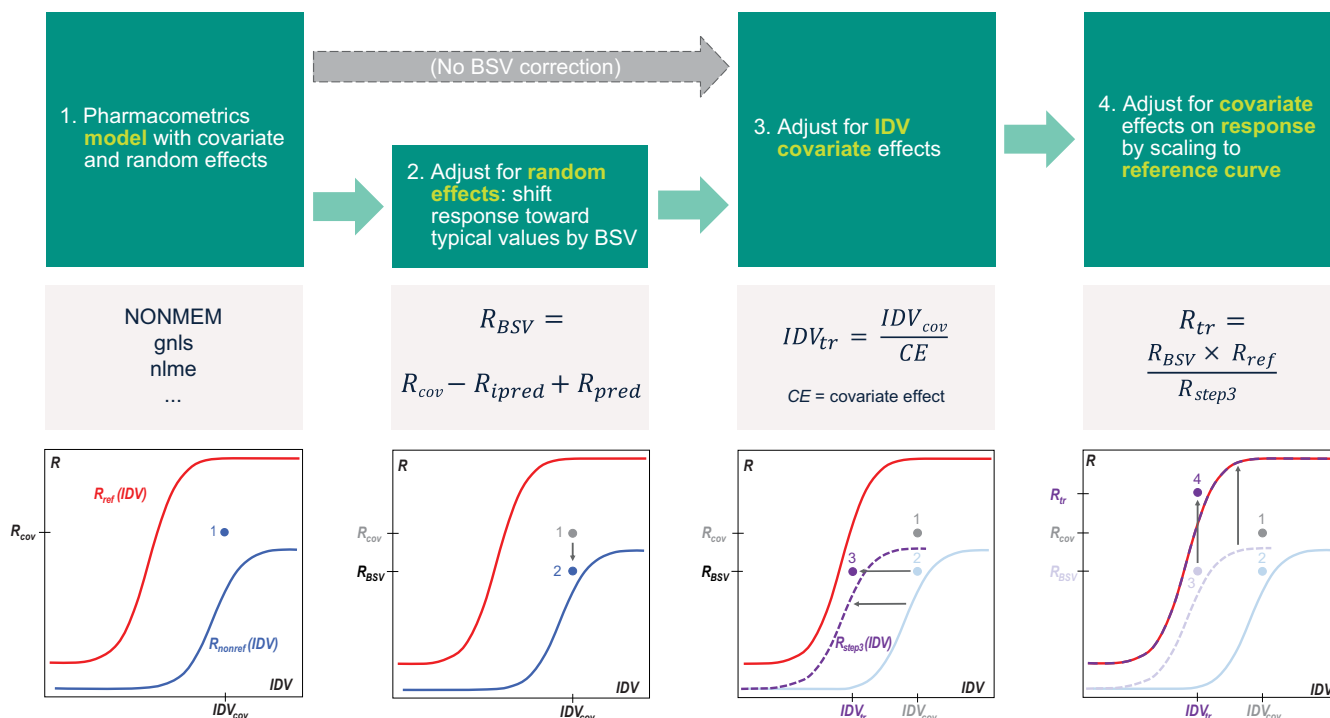 (No BSV correction)
1. Pharmacometrics
model with covariate
and random effects
2. Adjust for random
effects: shift
response toward
typical values by BSV
3. Adjust for IDV
covariate effects
4. Adjust for covariate
effects on response
by scaling to
reference curve
NONMEM
gnls
nlme
...
R_BSV =
R_cov − R_ipred + R_pred
IDV_tr = IDV_cov / CE
CE = covariate effect
R_tr =
R_BSV × R_ref / R_step3
R
R_ref (IDV)
R_cov
1
R_nonref (IDV)
IDV
IDV_cov
R
R_cov
1
R_BSV
2
IDV
IDV_cov
R
R_cov
1
3
2
R_BSV
R_step3 (IDV)
IDV
IDV_tr
IDV_cov
R
4
R_tr
R_cov
1
R_BSV
2
3
IDV
IDV_tr
IDV_cov